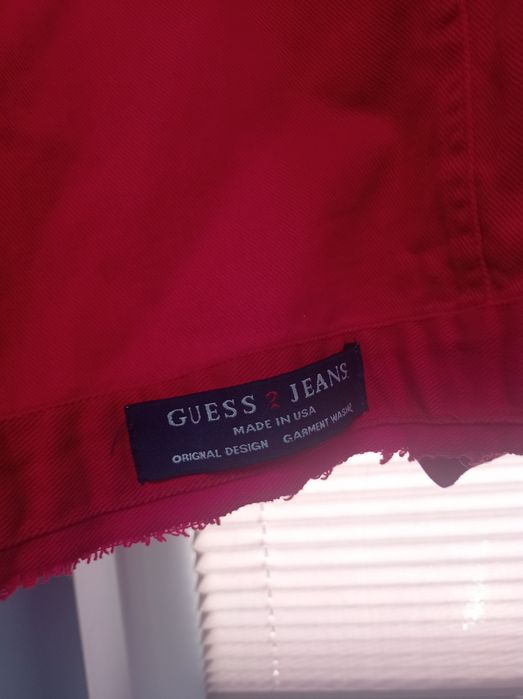 GUESS ? JEANS
MADE IN USA
ORIGNAL DESIGN GARMENT WASH